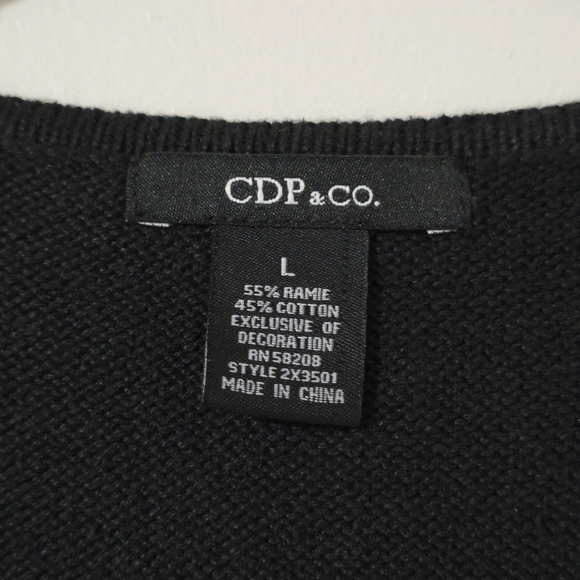 CDP & CO.
L
55% RAMIE
45% COTTON
EXCLUSIVE OF
DECORATION
RN 58208
STYLE 2X3501
MADE IN CHINA